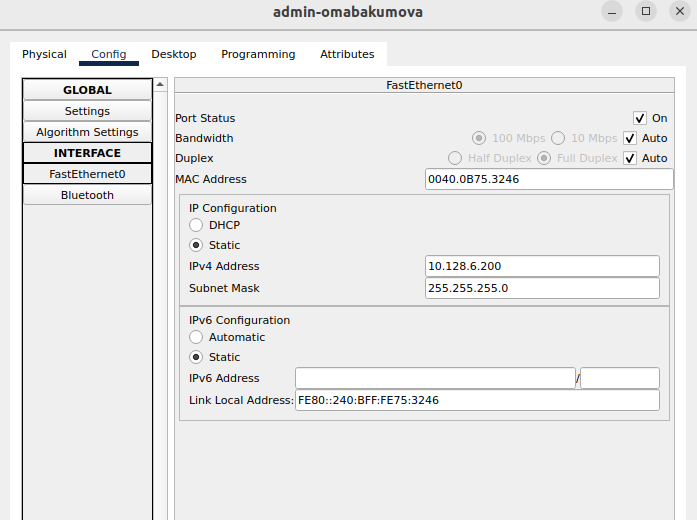 admin-omabakumova
Physical Config Desktop Programming Attributes
GLOBAL
Settings
Algorithm Settings
INTERFACE
FastEthernet0
Bluetooth
FastEthernet0
Port Status On
Bandwidth 100 Mbps 10 Mbps Auto
Duplex Half Duplex Full Duplex Auto
MAC Address 0040.0B75.3246
IP Configuration
DHCP
Static
IPv4 Address 10.128.6.200
Subnet Mask 255.255.255.0
IPv6 Configuration
Automatic
Static
IPv6 Address /
Link Local Address: FE80::240:BFF:FE75:3246